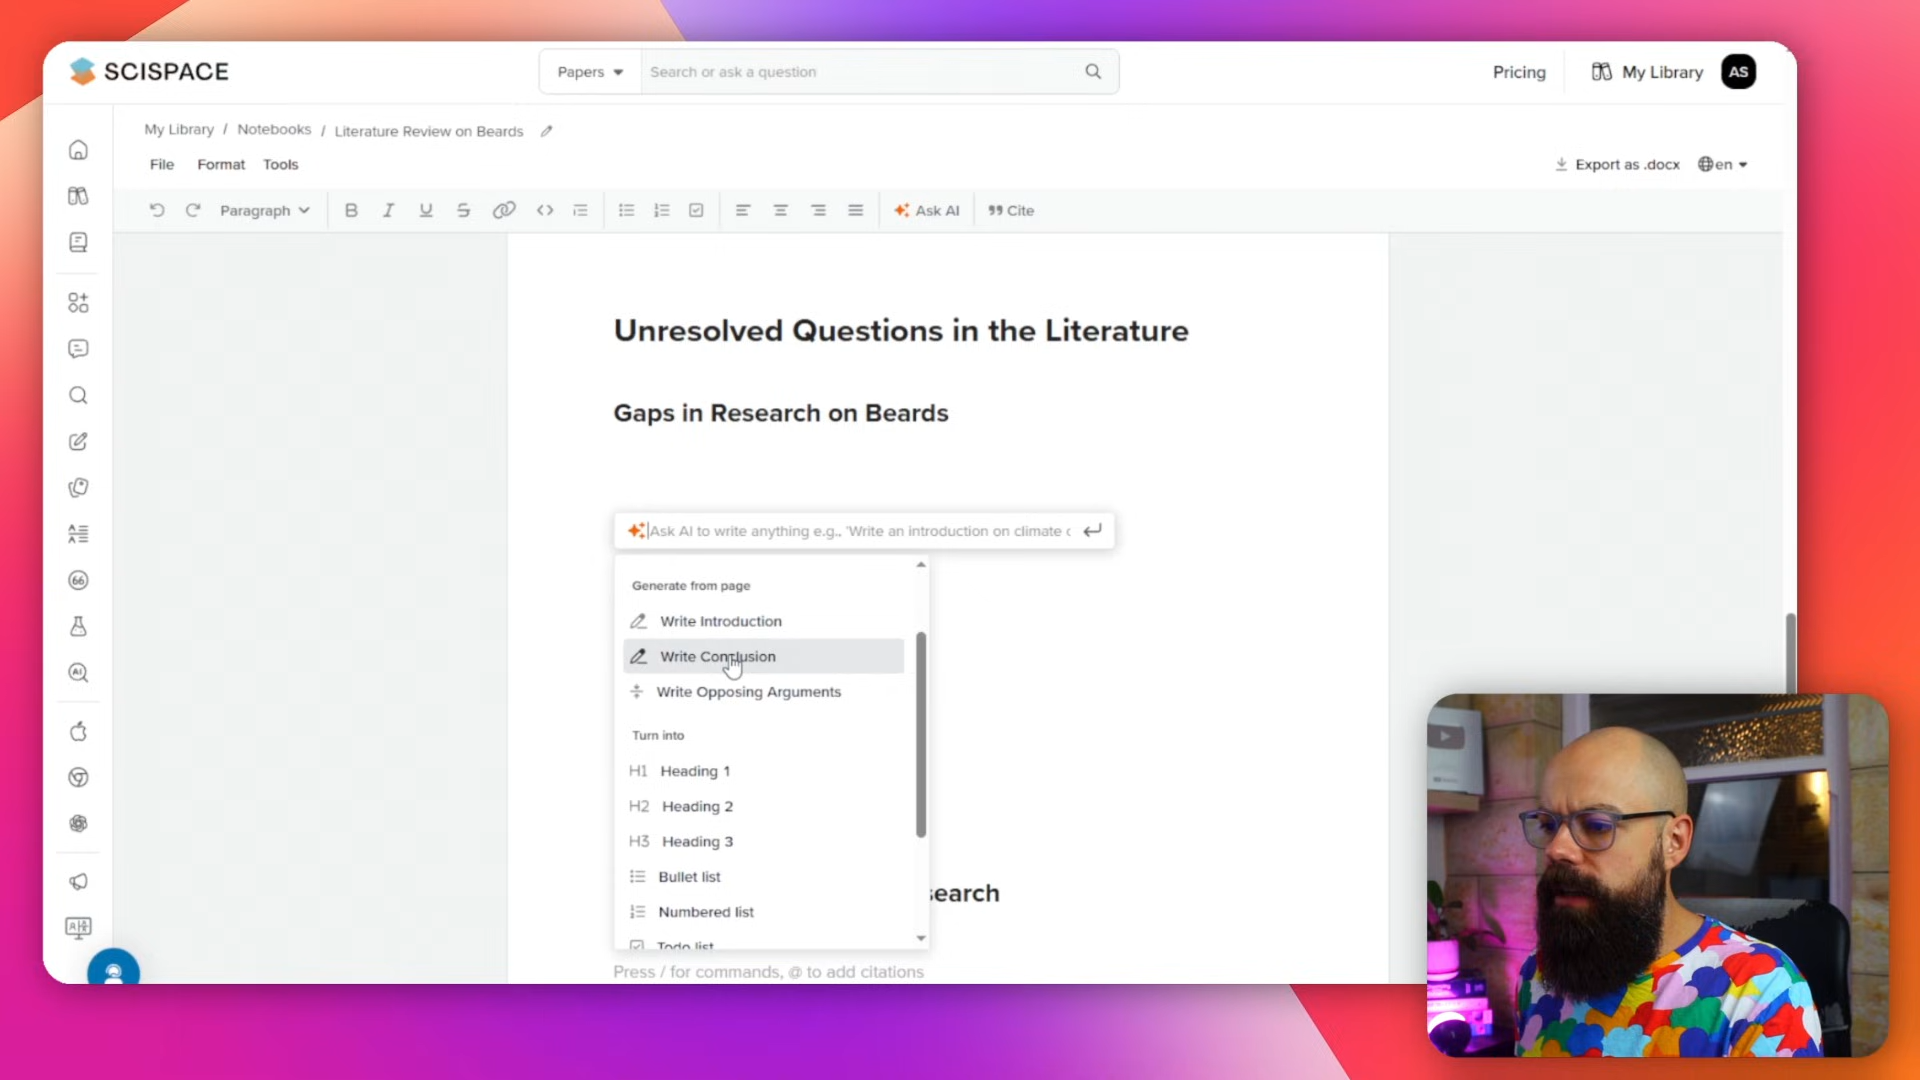 SCISPACE
Papers
Search or ask a question
Pricing
My Library
AS
My Library / Notebooks / Literature Review on Beards
File Format Tools
Export as .docx
en
Paragraph
B I U S
Ask AI
Cite
Unresolved Questions in the Literature
Gaps in Research on Beards
Ask AI to write anything e.g., 'Write an introduction on climate c
Generate from page
Write Introduction
Write Conclusion
Write Opposing Arguments
Turn into
H1 Heading 1
H2 Heading 2
H3 Heading 3
Bullet list
search
Numbered list
Todo list
Press / for commands, @ to add citations